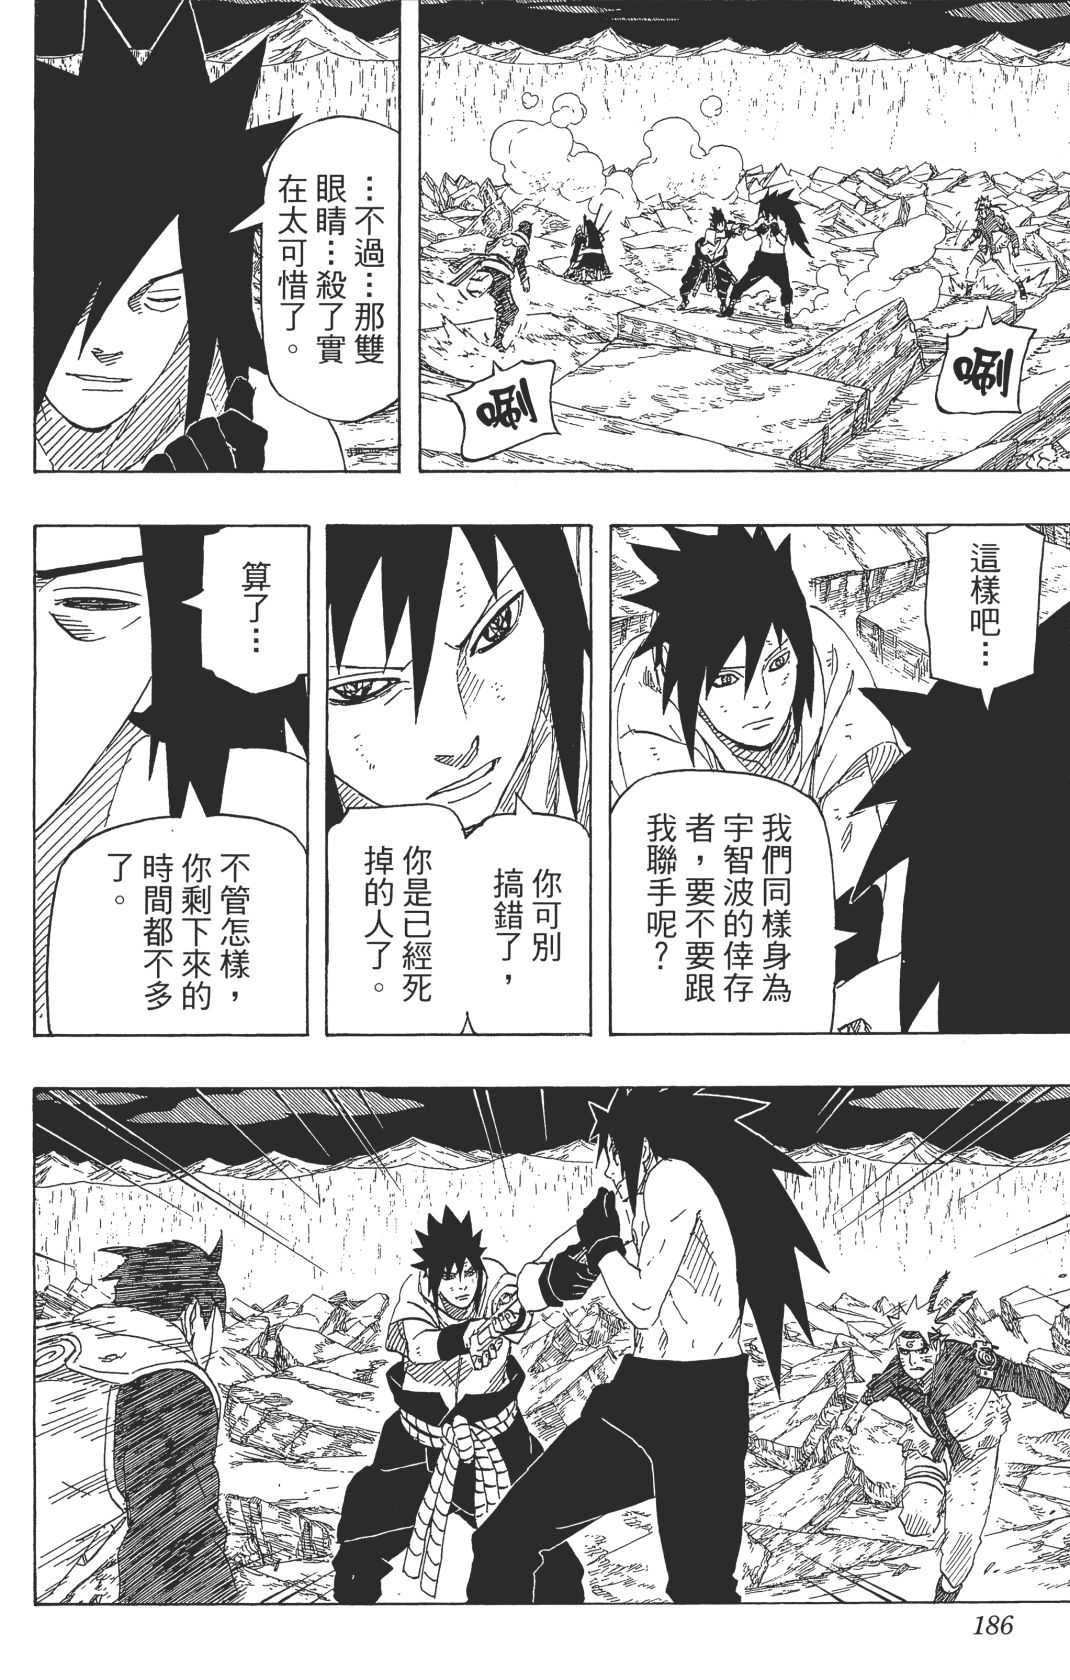 唰
唰
…不過…那雙
眼睛…殺了實
在太可惜了。
這樣吧…
我們同樣身為
宇智波的倖存
者，要不要跟
我聯手呢？
你可別
搞錯了，
你是已經死
掉的人了。
算了…
不管怎樣，
你剩下來的
時間都不多
了。
186